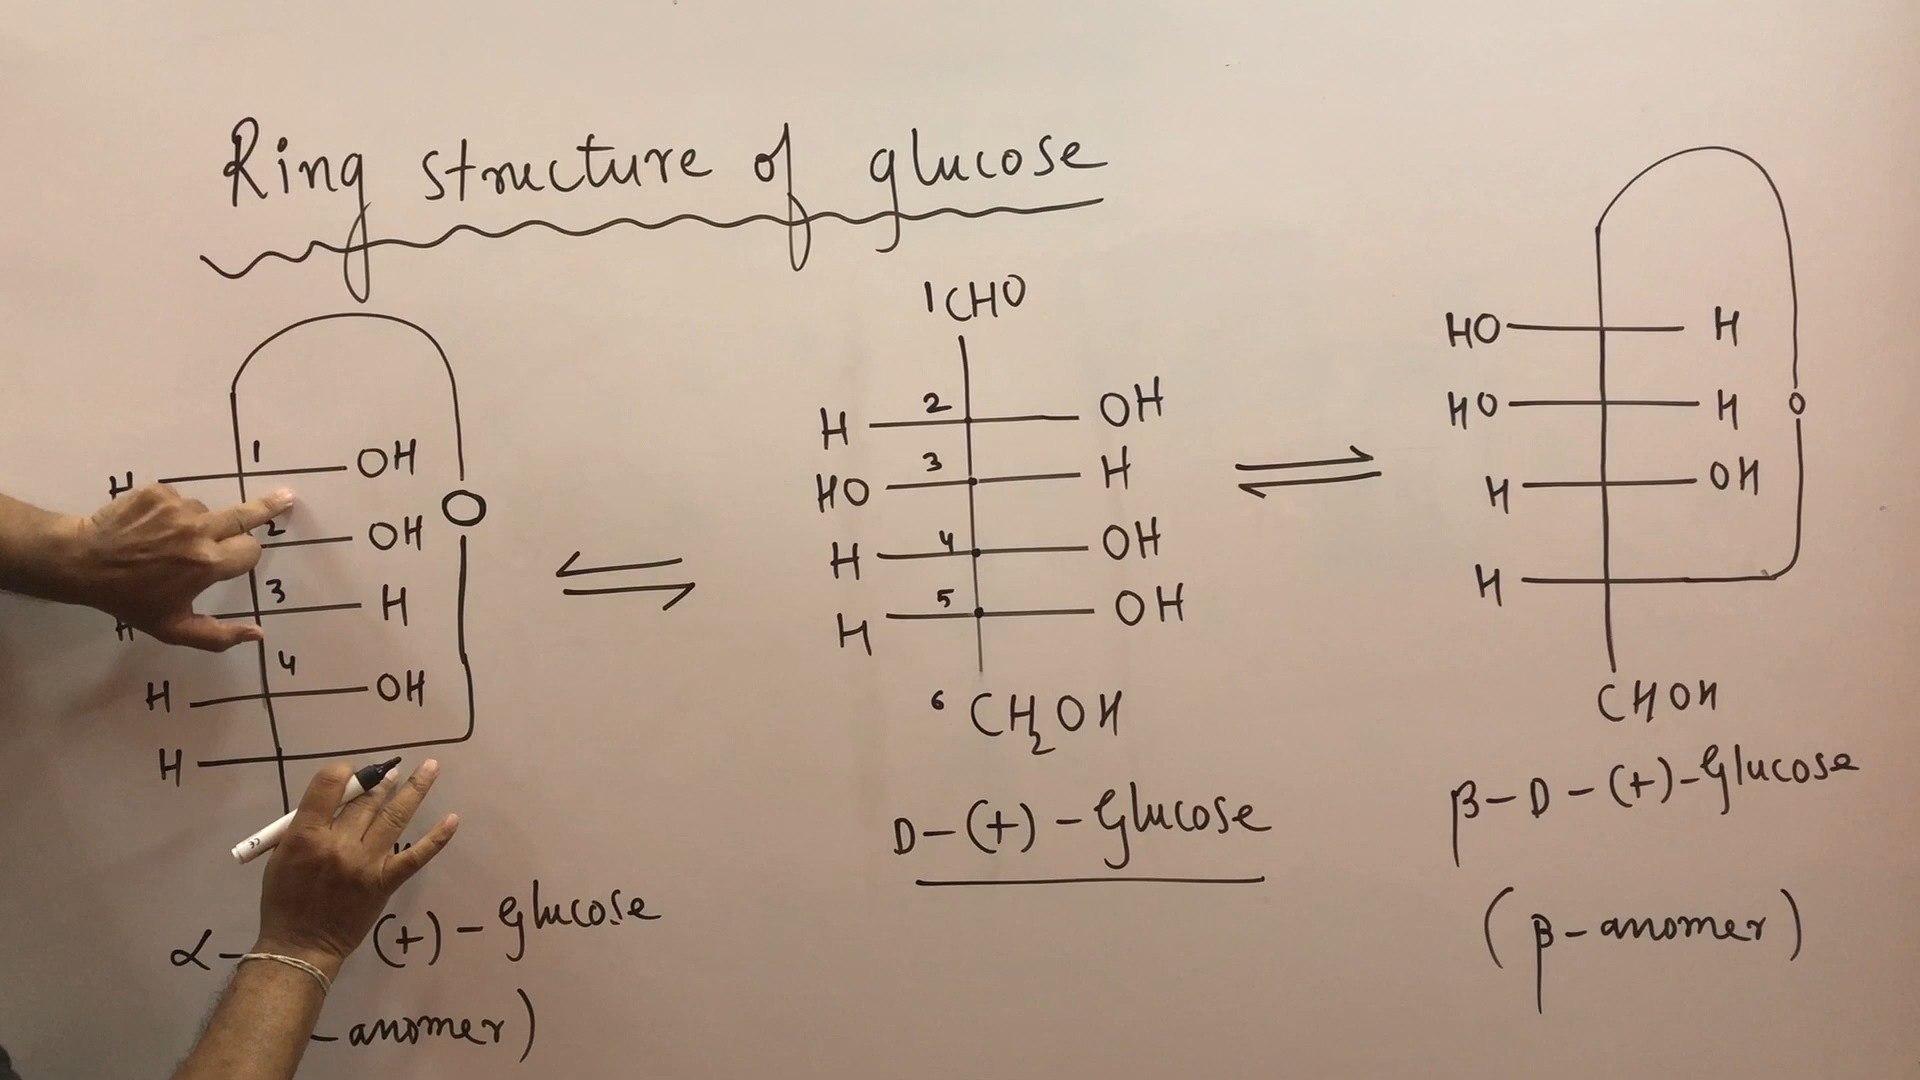 Ring structure of glucose
1
H OH
2
OH
3
H H
4
H OH
H
O
α- (+)-Glucose
-anomer)
1CHO
2
H OH
3
HO H
4
H OH
5
H OH
6 CH2OH
D-(+)-Glucose
HO H
HO H
O
H OH
H
CHOH
β-D-(+)-Glucose
(β-anomer)